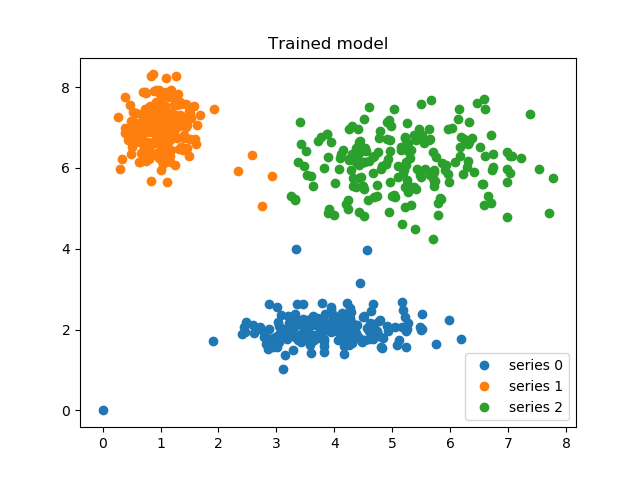 Trained model
8
6
4
2
0
series 0
series 1
series 2
0 1 2 3 4 5 6 7 8